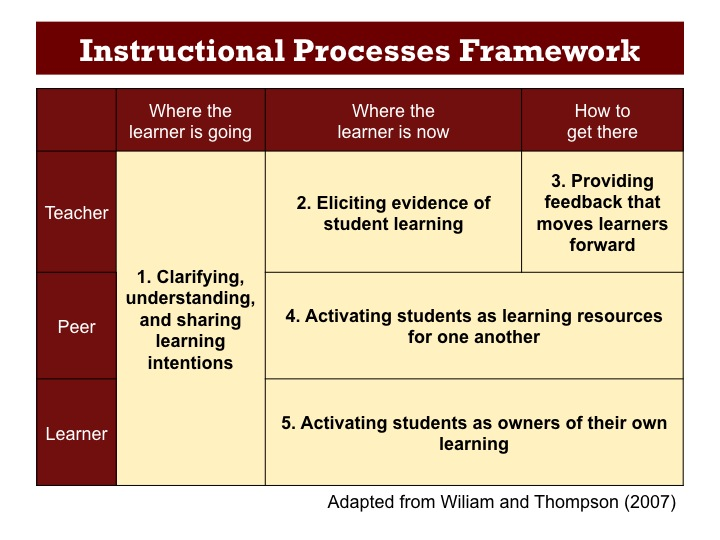 Instructional Processes Framework
Where the
learner is going
Where the
learner is now
How to
get there
Teacher
1. Clarifying,
understanding,
and sharing
learning
intentions
2. Eliciting evidence of
student learning
3. Providing
feedback that
moves learners
forward
Peer
4. Activating students as learning resources
for one another
Learner
5. Activating students as owners of their own
learning
Adapted from Wiliam and Thompson (2007)